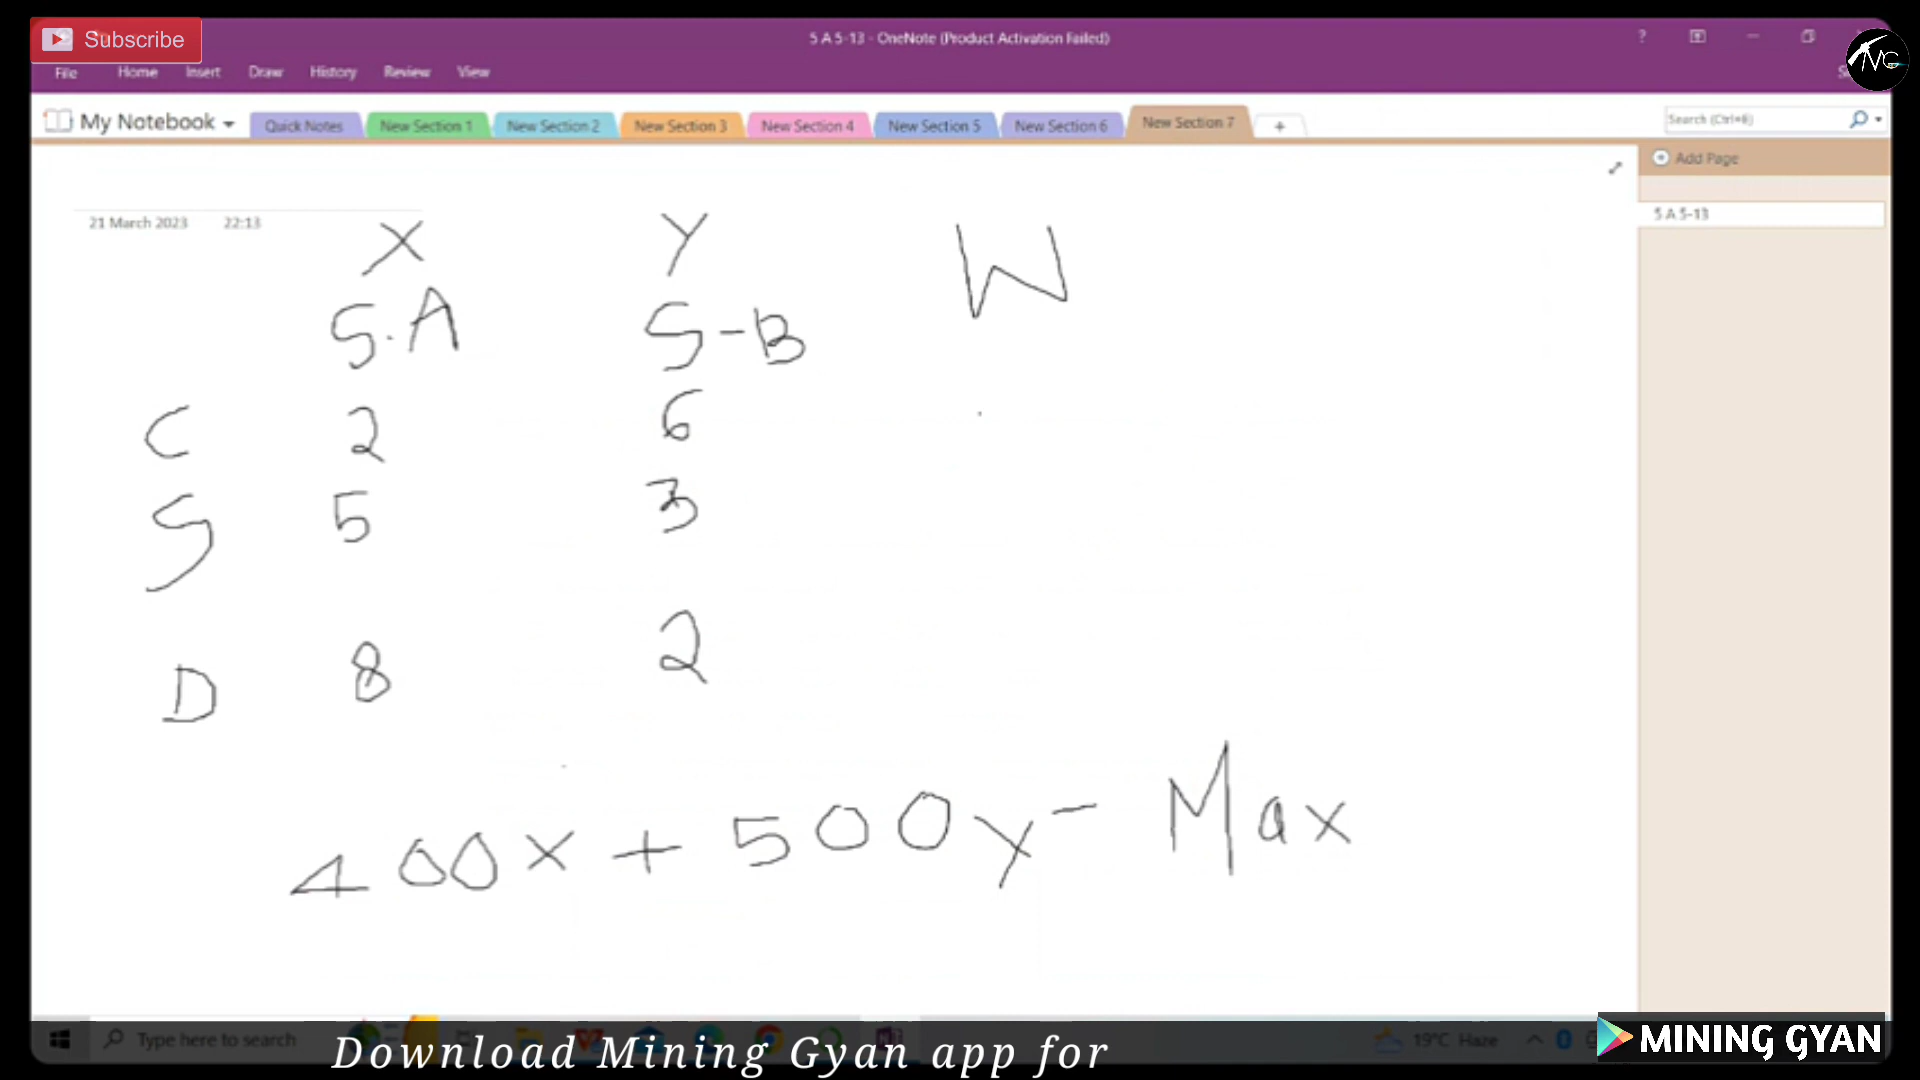 Subscribe
5 A 5-13 - OneNote (Product Activation Failed)
File Home Insert Draw History Review View
My Notebook Quick Notes New Section 1 New Section 2 New Section 3 New Section 4 New Section 5 New Section 6 New Section 7 + Search (Ctrl+E)
Add Page
5 A 5-13
21 March 2023 22:13
X Y W
S.A S-B
C 2 6
S 5 3
D 8 2
400x + 500y - Max
Type here to search 19°C Haze
Download Mining Gyan app for
MINING GYAN